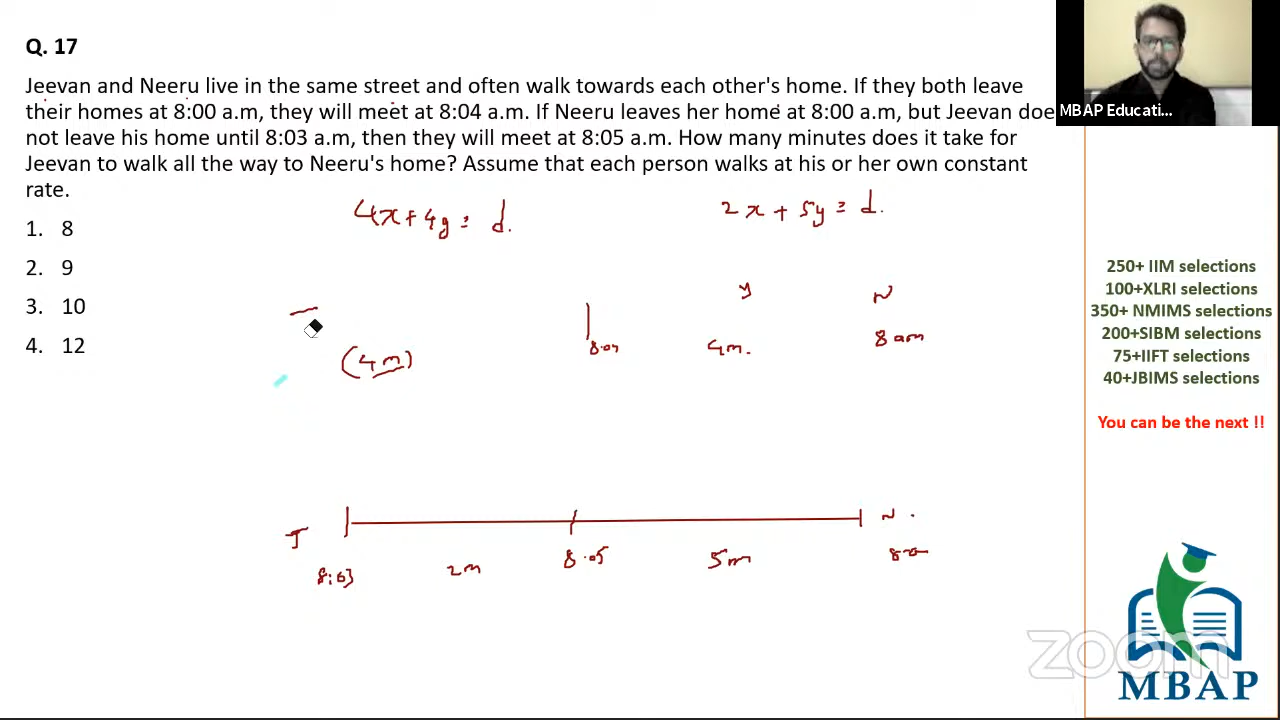 Q. 17
Jeevan and Neeru live in the same street and often walk towards each other's home. If they both leave
their homes at 8:00 a.m, they will meet at 8:04 a.m. If Neeru leaves her home at 8:00 a.m, but Jeevan doe
not leave his home until 8:03 a.m, then they will meet at 8:05 a.m. How many minutes does it take for
Jeevan to walk all the way to Neeru's home? Assume that each person walks at his or her own constant
rate.
1. 8
2. 9
3. 10
4. 12
4x + 4y = d.
2x + 5y = d.
y
N
(4m)
4m.
8am
J
N.
8:03
2m
8.05
5m
MBAP Educati...
250+ IIM selections
100+XLRI selections
350+ NMIMS selections
200+SIBM selections
75+IIFT selections
40+JBIMS selections
You can be the next !!
zoom
MBAP